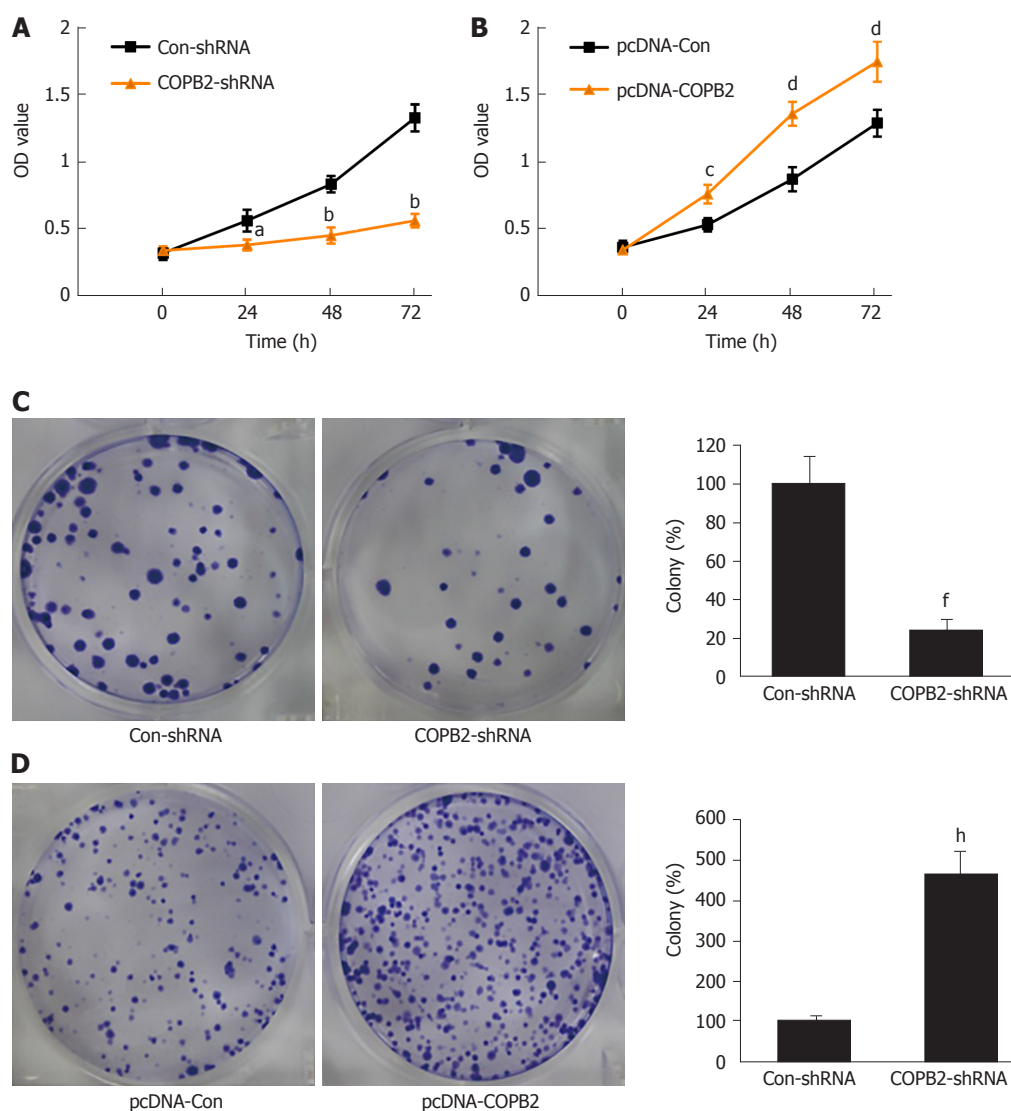 A
Con-shRNA
COPB2-shRNA
OD value
2
1.5
1
0.5
0
a
b
b
0
24
48
72
Time (h)
B
pcDNA-Con
pcDNA-COPB2
OD value
2
1.5
1
0.5
0
c
d
d
0
24
48
72
Time (h)
C
Con-shRNA
COPB2-shRNA
Colony (%)
120
100
80
60
40
20
0
f
Con-shRNA
COPB2-shRNA
D
pcDNA-Con
pcDNA-COPB2
Colony (%)
600
500
400
300
200
100
0
h
Con-shRNA
COPB2-shRNA